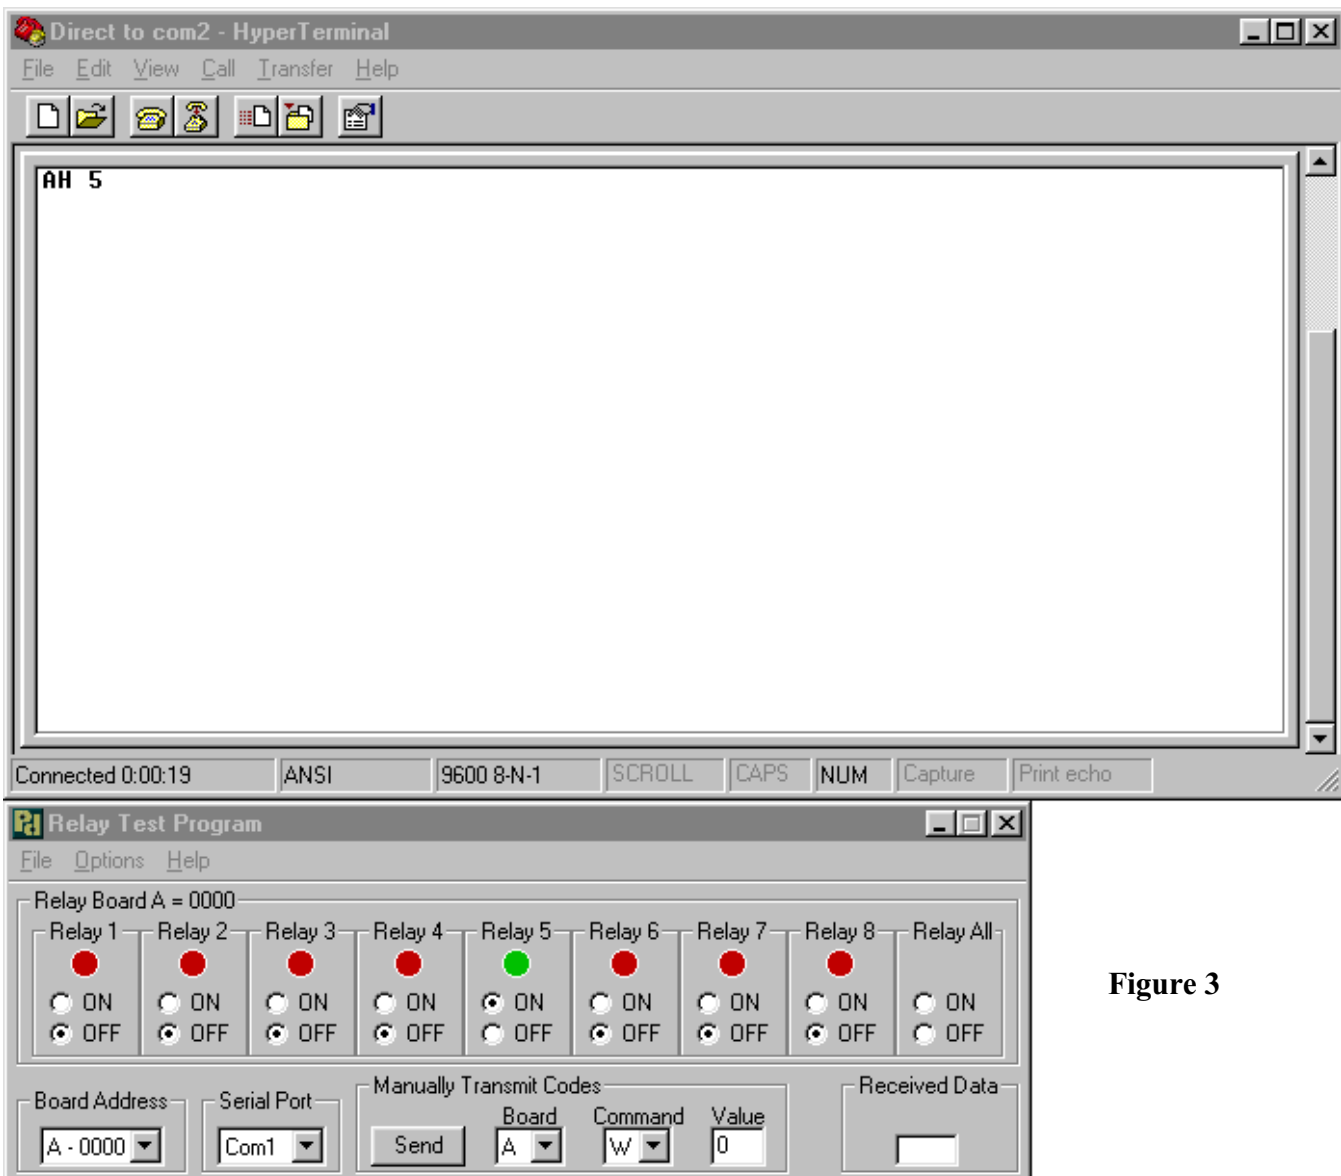 Direct to com2 - HyperTerminal
File Edit View Call Transfer Help
AH 5
Connected 0:00:19 ANSI 9600 8-N-1 SCROLL CAPS NUM Capture Print echo
Relay Test Program
File Options Help
Relay Board A = 0000
Relay 1 Relay 2 Relay 3 Relay 4 Relay 5 Relay 6 Relay 7 Relay 8 Relay All
ON ON ON ON ON ON ON ON ON
OFF OFF OFF OFF OFF OFF OFF OFF OFF
Figure 3
Manually Transmit Codes Received Data
Board Address Serial Port Board Command Value
A - 0000 Com1 Send A W 0